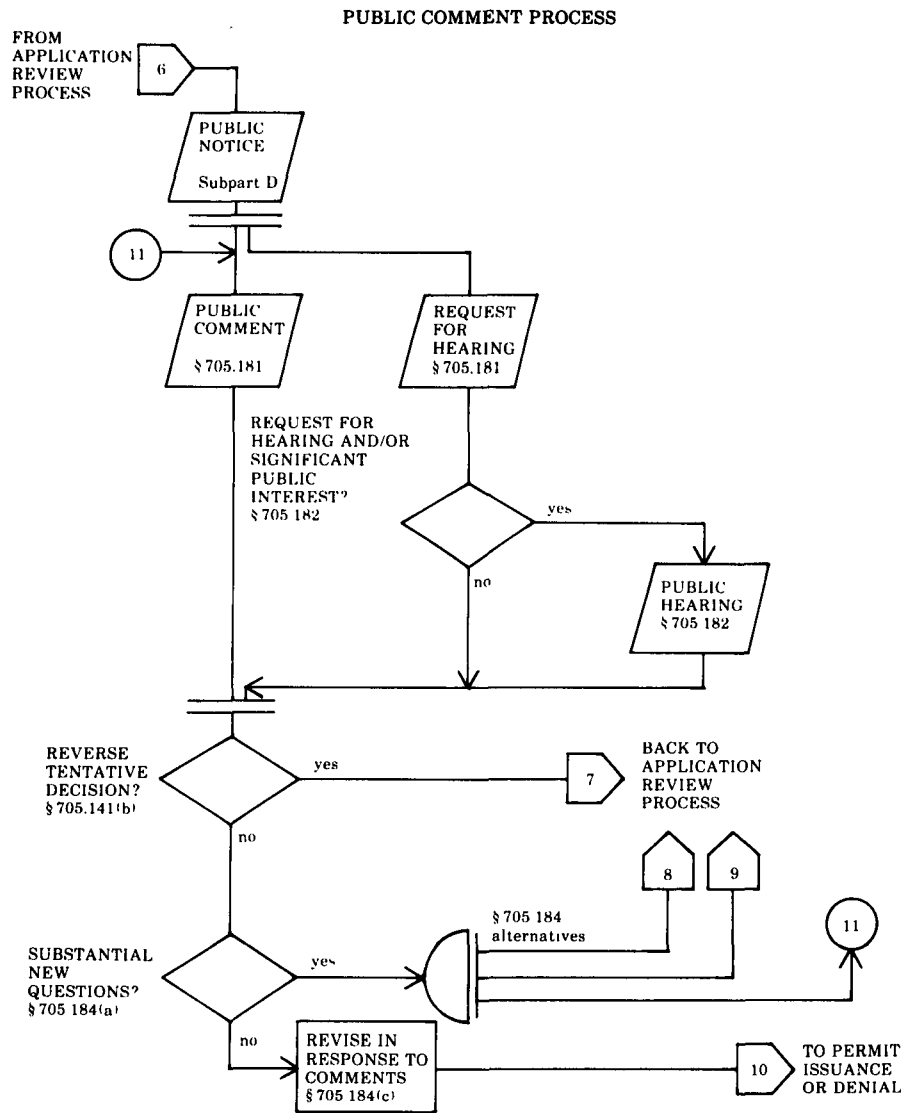 PUBLIC COMMENT PROCESS
FROM
APPLICATION
REVIEW
PROCESS
6
PUBLIC
NOTICE
Subpart D
11
PUBLIC
COMMENT
§ 705.181
REQUEST
FOR
HEARING
§ 705.181
REQUEST FOR
HEARING AND/OR
SIGNIFICANT
PUBLIC
INTEREST?
§ 705 182
yes
no
PUBLIC
HEARING
§ 705 182
REVERSE
TENTATIVE
DECISION?
§ 705.141(b)
yes
7
BACK TO
APPLICATION
REVIEW
PROCESS
no
8
9
§ 705 184
alternatives
11
SUBSTANTIAL
NEW
QUESTIONS?
§ 705 184(a)
yes
no
REVISE IN
RESPONSE TO
COMMENTS
§ 705 184(c)
10
TO PERMIT
ISSUANCE
OR DENIAL